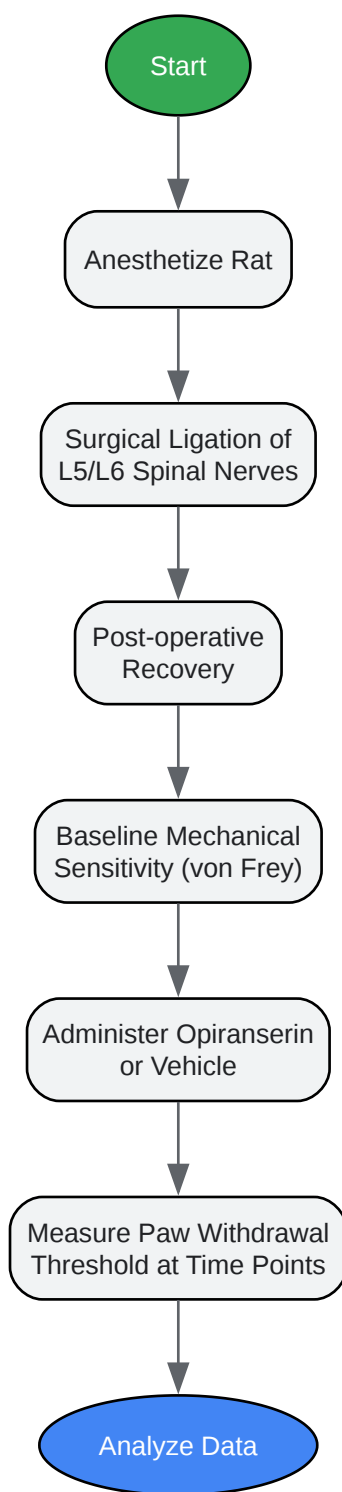 Start
Anesthetize Rat
Surgical Ligation of
L5/L6 Spinal Nerves
Post-operative
Recovery
Baseline Mechanical
Sensitivity (von Frey)
Administer Opiranserin
or Vehicle
Measure Paw Withdrawal
Threshold at Time Points
Analyze Data